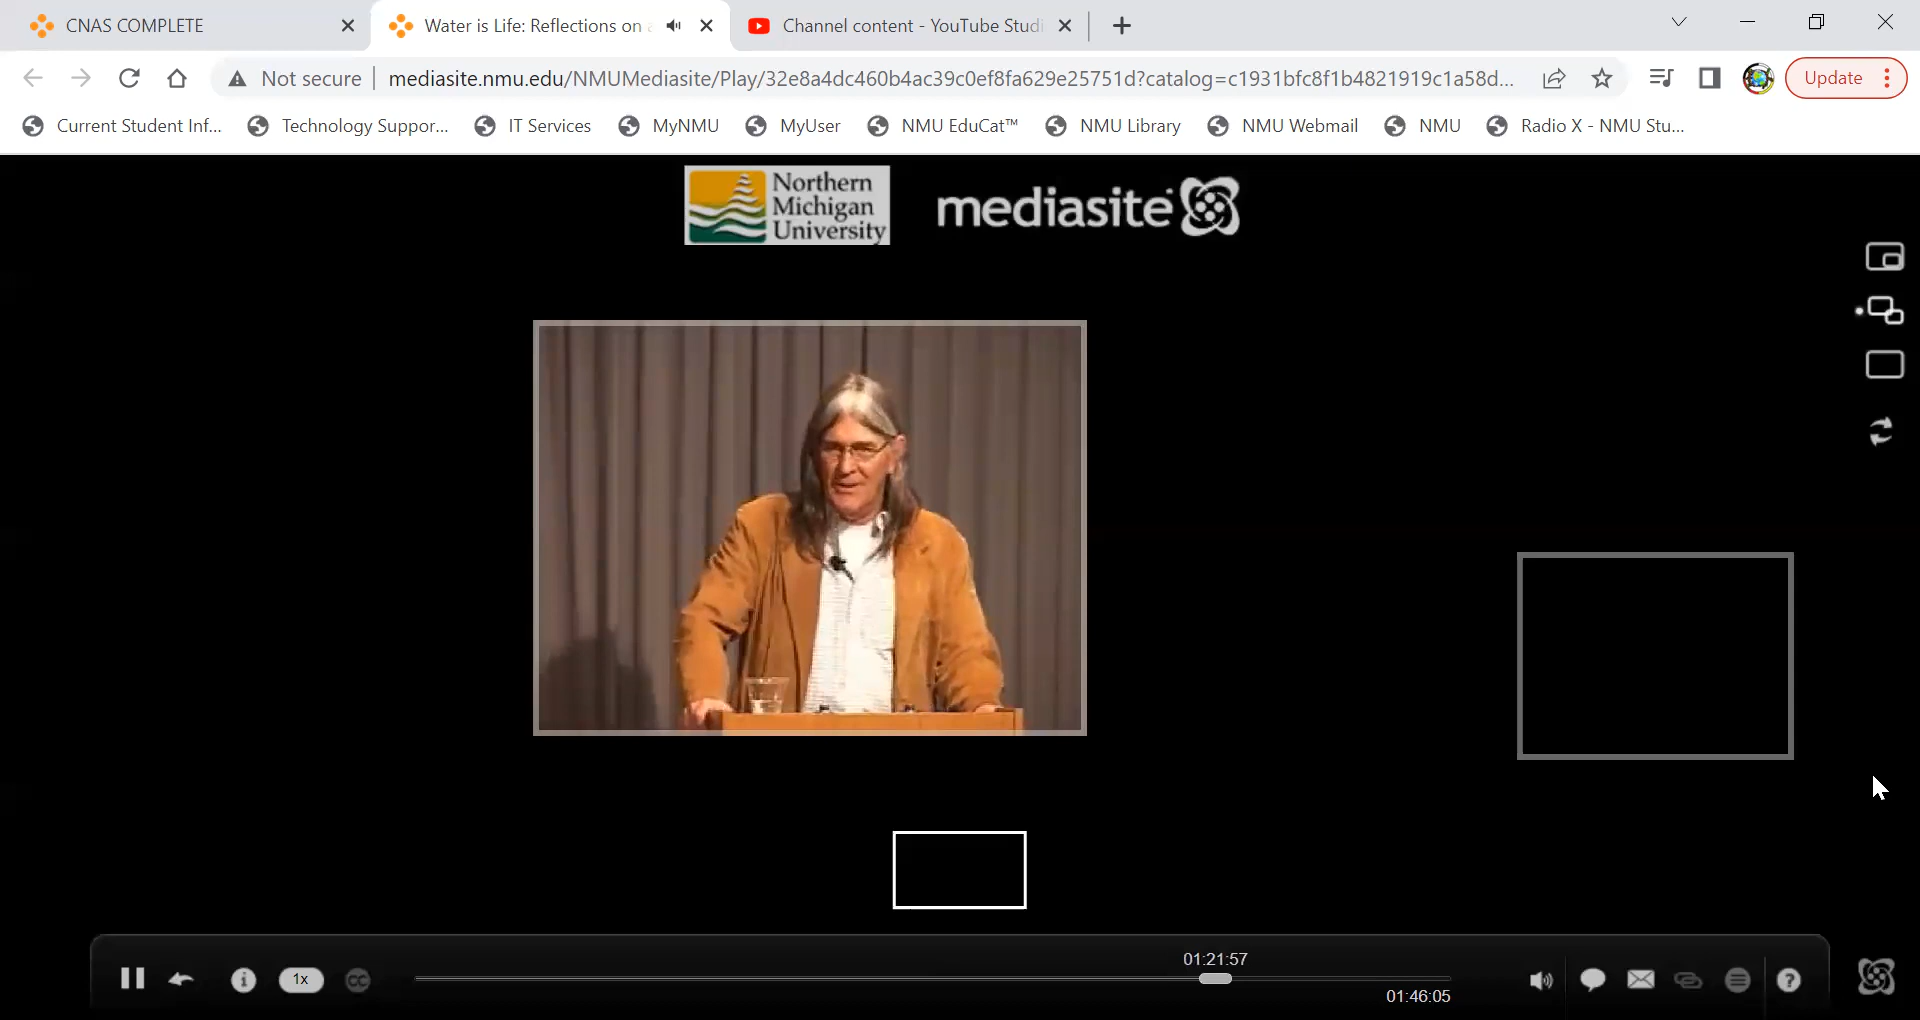 CNAS COMPLETE
Water is Life: Reflections on a
Channel content - YouTube Studi
Not secure
mediasite.nmu.edu/NMUMediasite/Play/32e8a4dc460b4ac39c0ef8fa629e25751d?catalog=c1931bfc8f1b4821919c1a58d...
Update
Current Student Inf...
Technology Suppor...
IT Services
MyNMU
MyUser
NMU EduCat™
NMU Library
NMU Webmail
NMU
Radio X - NMU Stu...
Northern
Michigan
University
mediasite
01:21:57
1x
CC
01:46:05